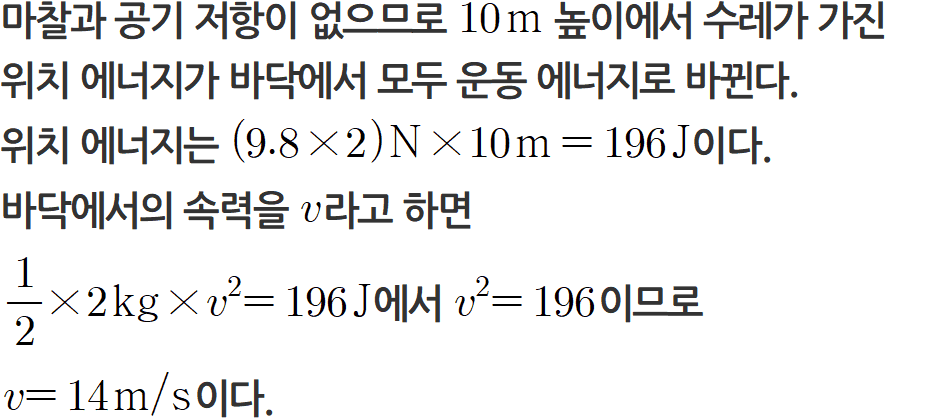 마찰과 공기 저항이 없으므로 10 m 높이에서 수레가 가진
위치 에너지가 바닥에서 모두 운동 에너지로 바뀐다.
위치 에너지는 (9.8×2)N×10 m = 196 J이다.
바닥에서의 속력을 v라고 하면
\frac{1}{2}×2 kg×v²= 196 J에서 v²= 196이므로
v= 14 m/s이다.